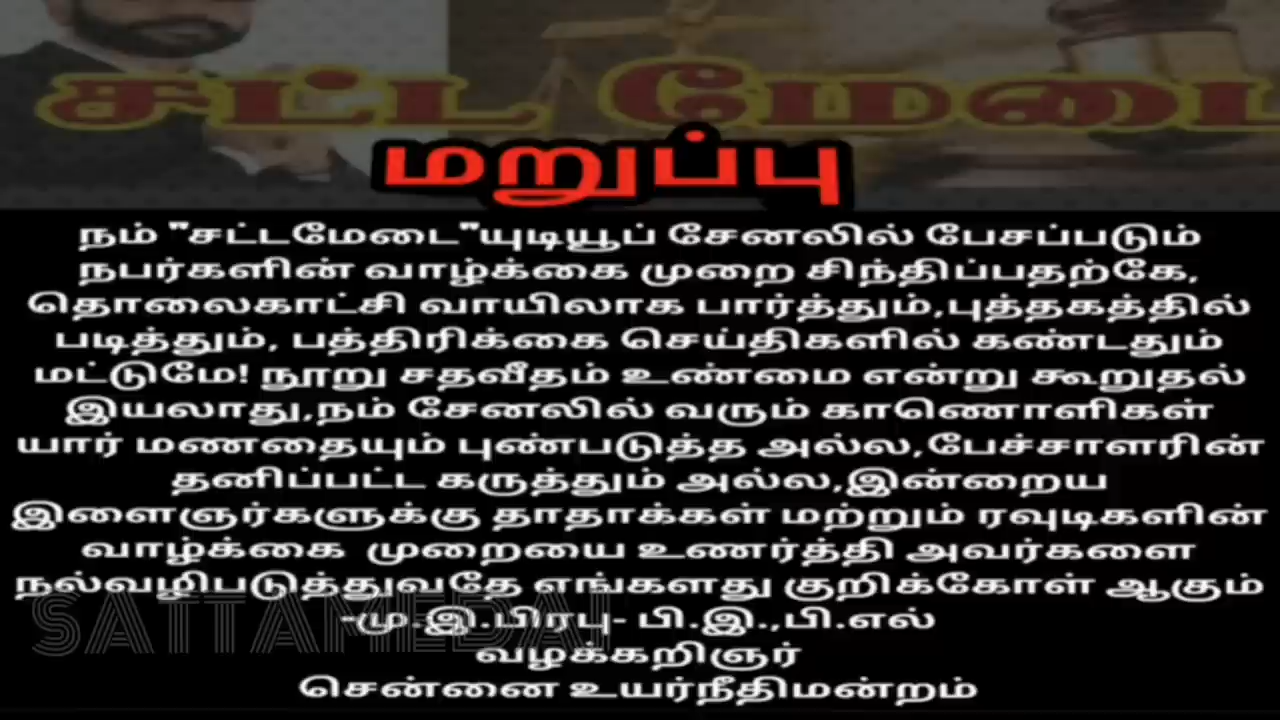 சட்ட மேடை
மறுப்பு
நம் "சட்டமேடை"யுடியூப் சேனலில் பேசப்படும்
நபர்களின் வாழ்க்கை முறை சிந்திப்பதற்கே,
தொலைகாட்சி வாயிலாக பார்த்தும்,புத்தகத்தில்
படித்தும், பத்திரிக்கை செய்திகளில் கண்டதும்
மட்டுமே! நூறு சதவீதம் உண்மை என்று கூறுதல்
இயலாது,நம் சேனலில் வரும் காணொளிகள்
யார் மணதையும் புண்படுத்த அல்ல,பேச்சாளரின்
தனிப்பட்ட கருத்தும் அல்ல,இன்றைய
இளைஞர்களுக்கு தாதாக்கள் மற்றும் ரவுடிகளின்
வாழ்க்கை முறையை உணர்த்தி அவர்களை
நல்வழிபடுத்துவதே எங்களது குறிக்கோள் ஆகும்
-மு.இ.பிரபு- பி.இ.,பி.எல்
SATTAMEDAI
வழக்கறிஞர்
சென்னை உயர்நீதிமன்றம்